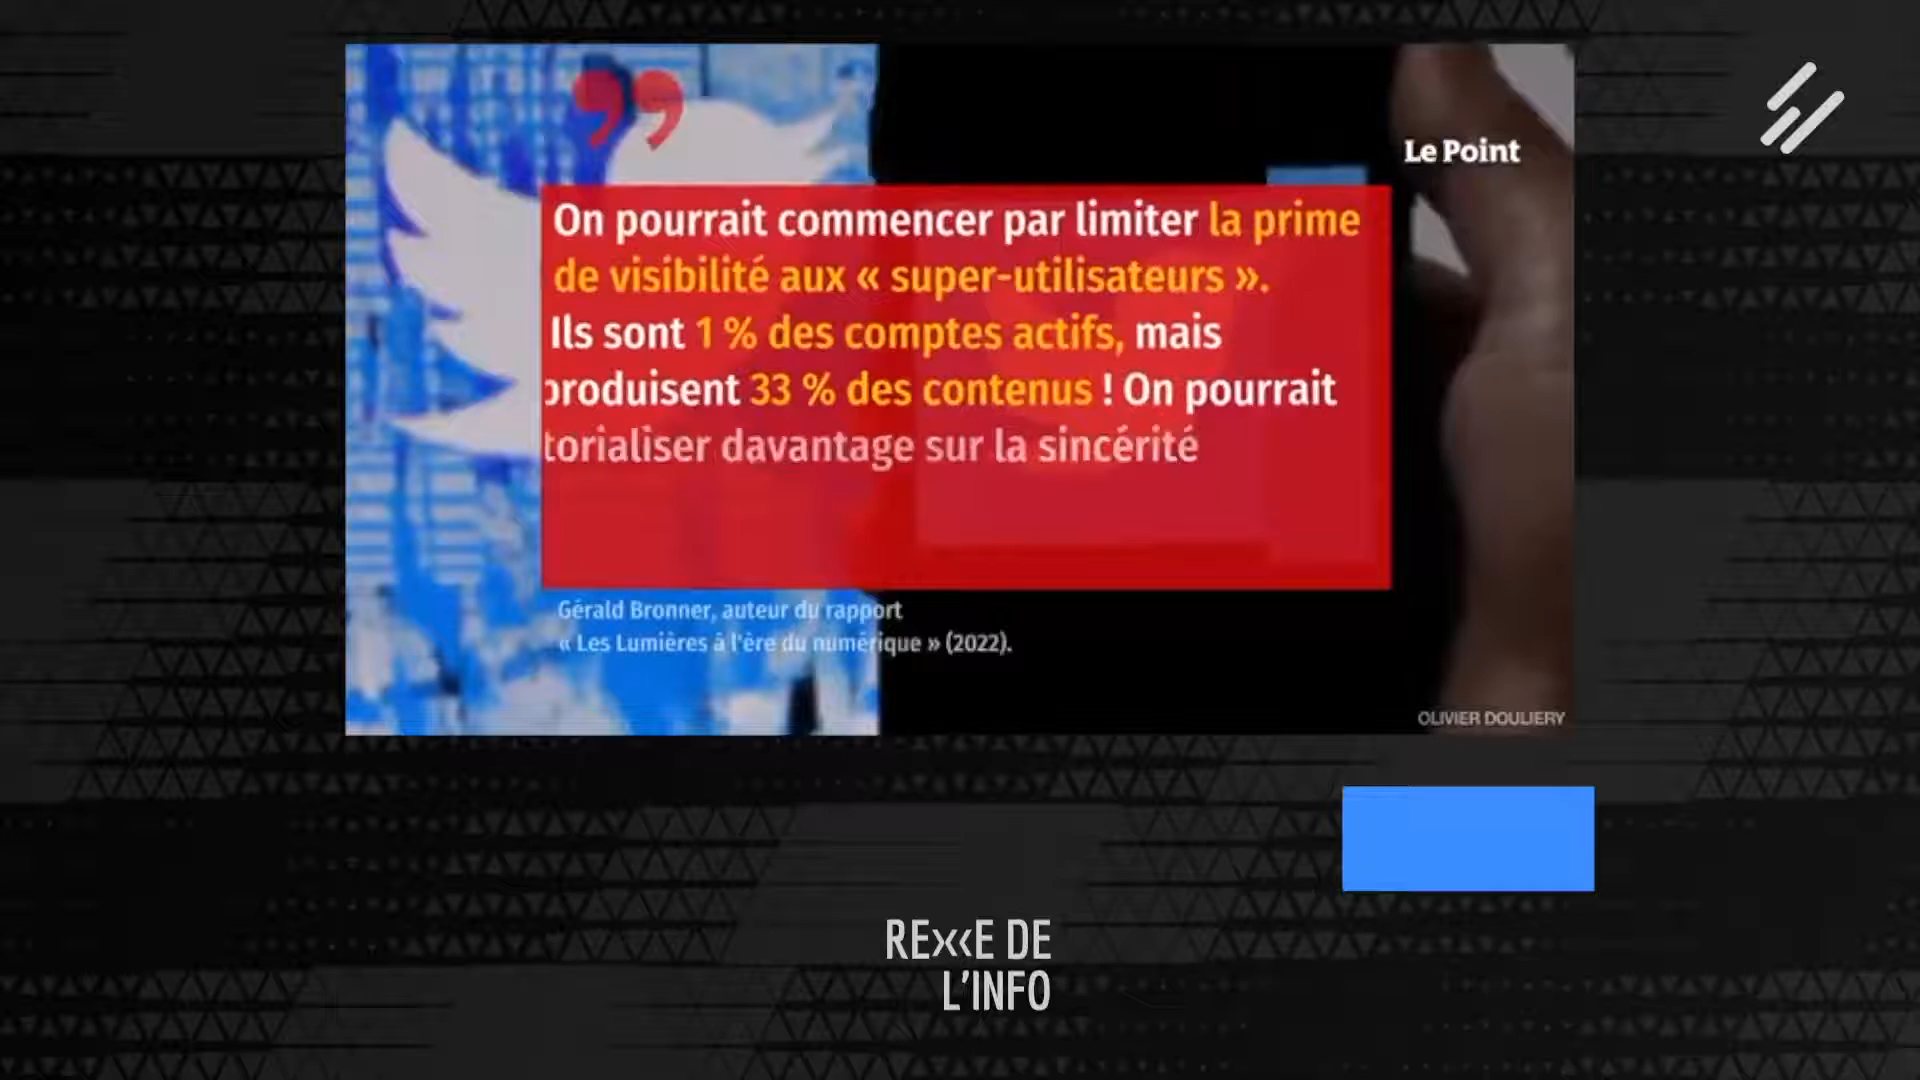 Le Point
On pourrait commencer par limiter la prime
de visibilité aux « super-utilisateurs ».
Ils sont 1 % des comptes actifs, mais
produisent 33 % des contenus ! On pourrait
torialiser davantage sur la sincérité
Gérald Bronner, auteur du rapport
« Les Lumières à l'ère du numérique » (2022).
OLIVIER DOULIERY
DE
L'INFO